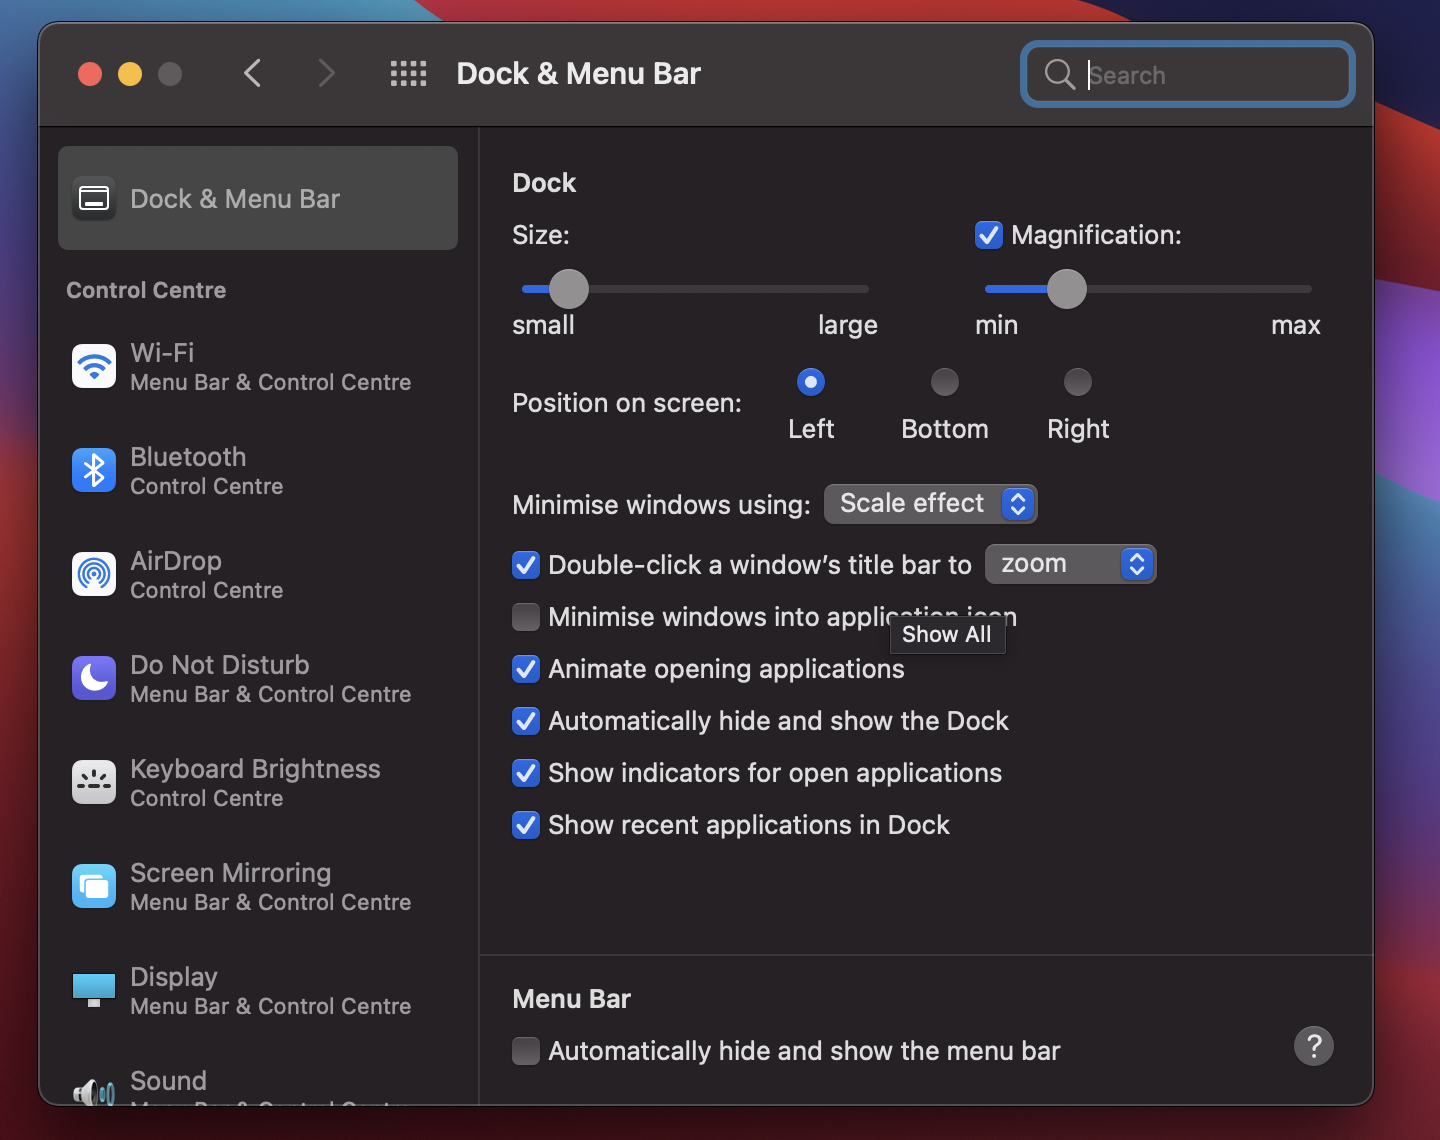 Dock & Menu Bar
Search
Dock & Menu Bar
Control Centre
Wi-Fi
Menu Bar & Control Centre
Bluetooth
Control Centre
AirDrop
Control Centre
Do Not Disturb
Menu Bar & Control Centre
Keyboard Brightness
Control Centre
Screen Mirroring
Menu Bar & Control Centre
Display
Menu Bar & Control Centre
Sound
Dock
Size:
Magnification:
small
large
min
max
Position on screen:
Left
Bottom
Right
Minimise windows using:
Scale effect
Double-click a window’s title bar to
zoom
Minimise windows into application icon
Show All
Animate opening applications
Automatically hide and show the Dock
Show indicators for open applications
Show recent applications in Dock
Menu Bar
Automatically hide and show the menu bar
?